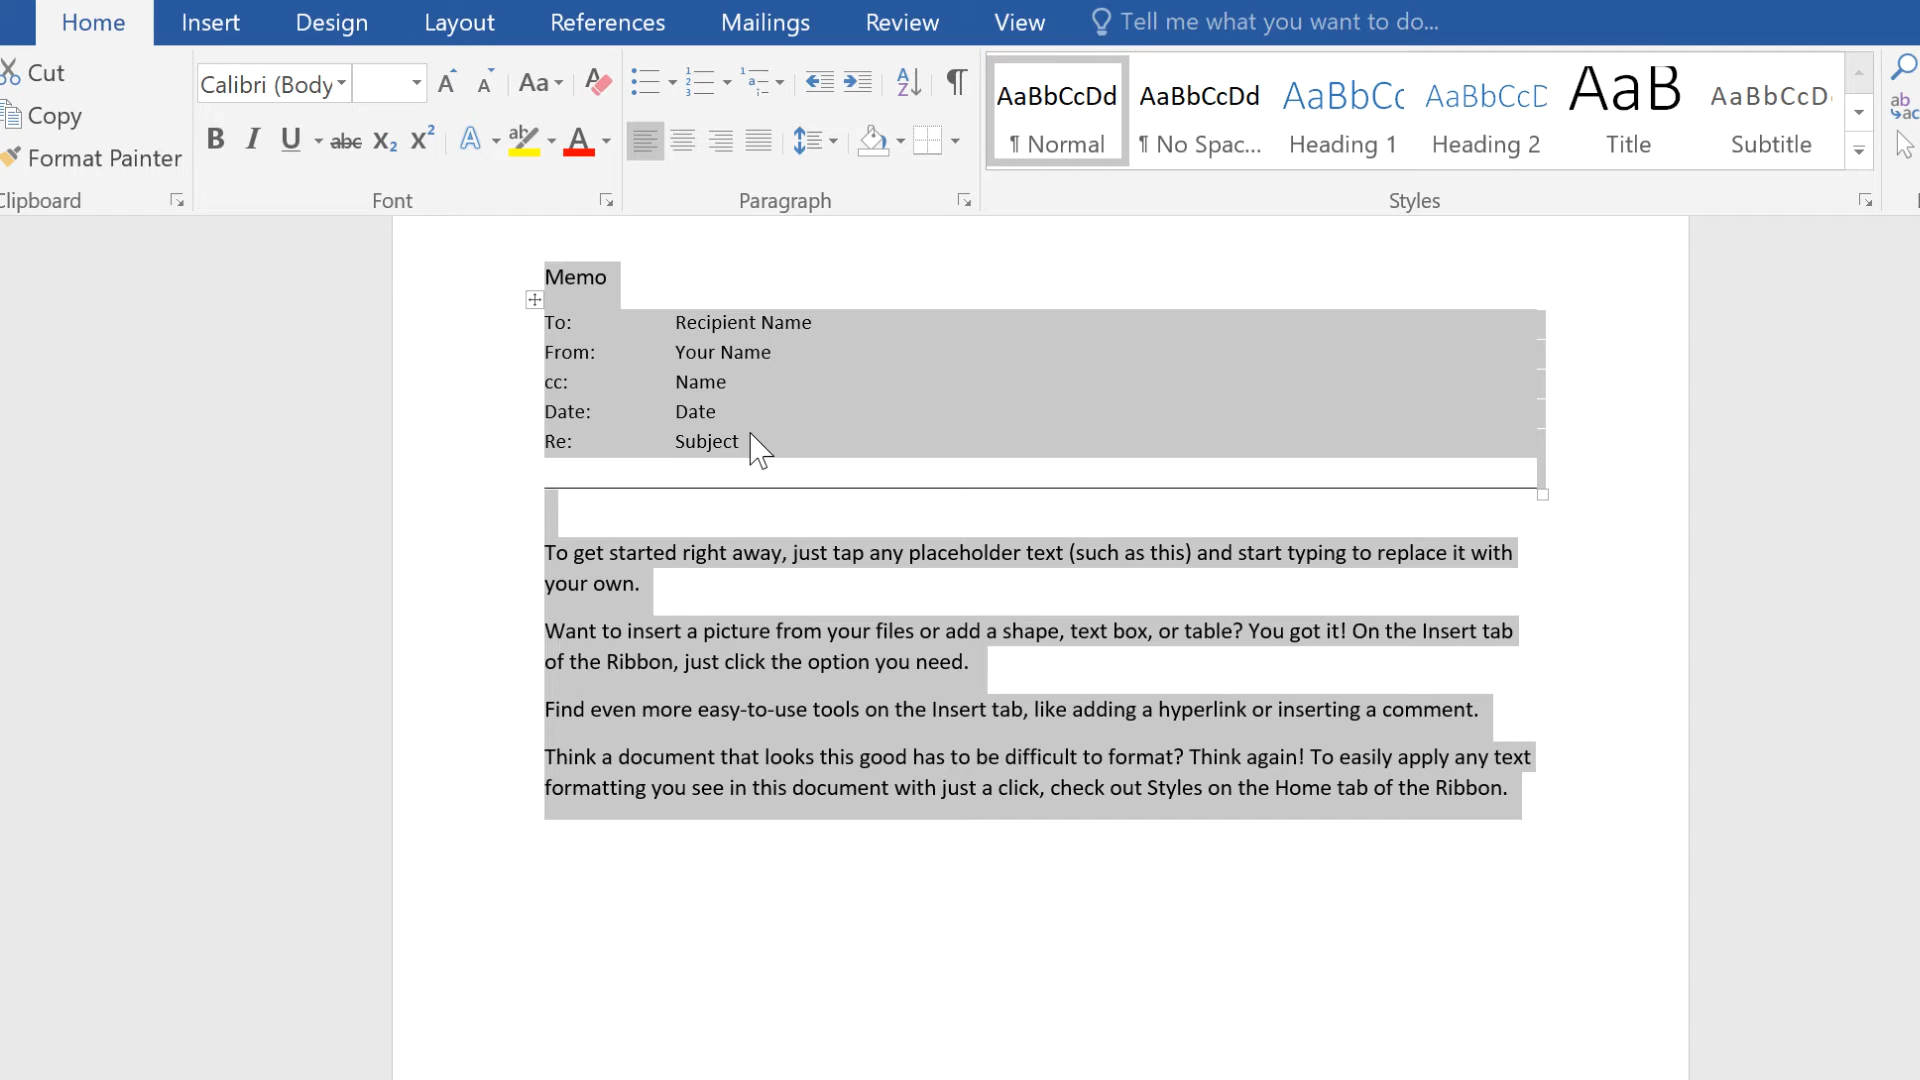 Home Insert Design Layout References Mailings Review View Tell me what you want to do...
Cut
Copy
Format Painter
Clipboard
Calibri (Body
Font
Paragraph
AaBbCcDd AaBbCcDd AaBbCc AaBbCcD AaB AaBbCcD
¶ Normal ¶ No Spac... Heading 1 Heading 2 Title Subtitle
Styles
Memo
To: Recipient Name
From: Your Name
cc: Name
Date: Date
Re: Subject
To get started right away, just tap any placeholder text (such as this) and start typing to replace it with
your own.
Want to insert a picture from your files or add a shape, text box, or table? You got it! On the Insert tab
of the Ribbon, just click the option you need.
Find even more easy-to-use tools on the Insert tab, like adding a hyperlink or inserting a comment.
Think a document that looks this good has to be difficult to format? Think again! To easily apply any text
formatting you see in this document with just a click, check out Styles on the Home tab of the Ribbon.